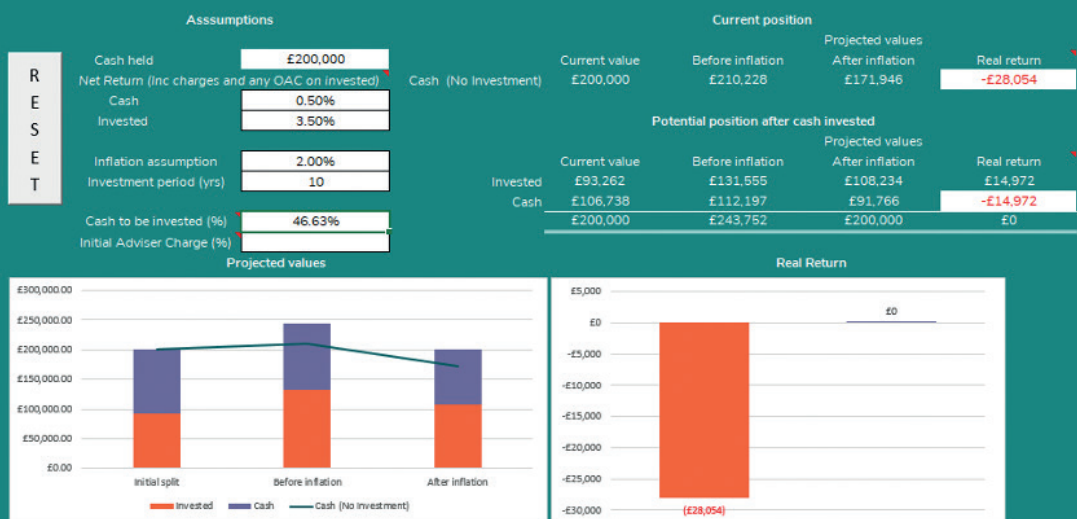 Asssumptions
Cash held £200,000
Net Return (Inc charges and any OAC on invested)
Cash 0.50%
Invested 3.50%
Inflation assumption 2.00%
Investment period (yrs) 10
Cash to be invested (%) 46.63%
Initial Adviser Charge (%)
R
E
S
E
T
Current position
Projected values
Current value Before inflation After inflation Real return
Cash (No Investment) £200,000 £210,228 £171,946 -£28,054
Potential position after cash invested
Projected values
Current value Before inflation After inflation Real return
Invested £93,262 £131,555 £108,234 £14,972
Cash £106,738 £112,197 £91,766 -£14,972
£200,000 £243,752 £200,000 £0
Projected values
£300,000.00
£250,000.00
£200,000.00
£150,000.00
£100,000.00
£50,000.00
£0.00
Initial split Before inflation After inflation
Invested Cash Cash (No Investment)
Real Return
£5,000
£0
-£5,000
-£10,000
-£15,000
-£20,000
-£25,000
-£30,000
£0
(£28,054)